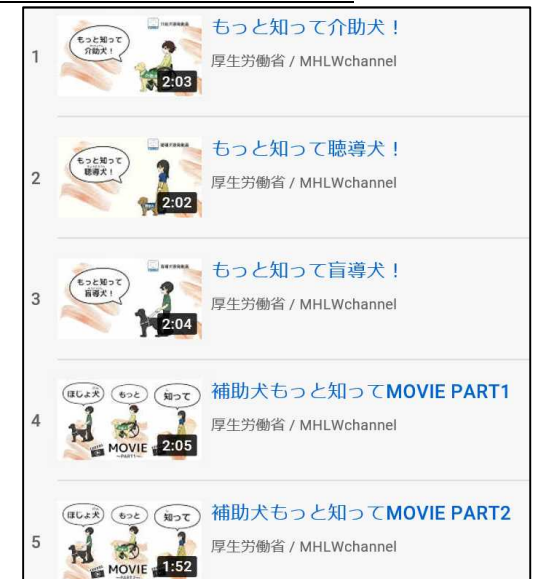 もっと知って
介助犬！
2:03
1
もっと知って介助犬！
厚生労働省 / MHLWchannel
もっと知って
聴導犬！
2:02
2
もっと知って聴導犬！
厚生労働省 / MHLWchannel
もっと知って
盲導犬！
2:04
3
もっと知って盲導犬！
厚生労働省 / MHLWchannel
ほじょ犬 もっと 知って
MOVIE
~PART1~
2:05
4
補助犬もっと知ってMOVIE PART1
厚生労働省 / MHLWchannel
ほじょ犬 もっと 知って
MOVIE
~PART2~
1:52
5
補助犬もっと知ってMOVIE PART2
厚生労働省 / MHLWchannel